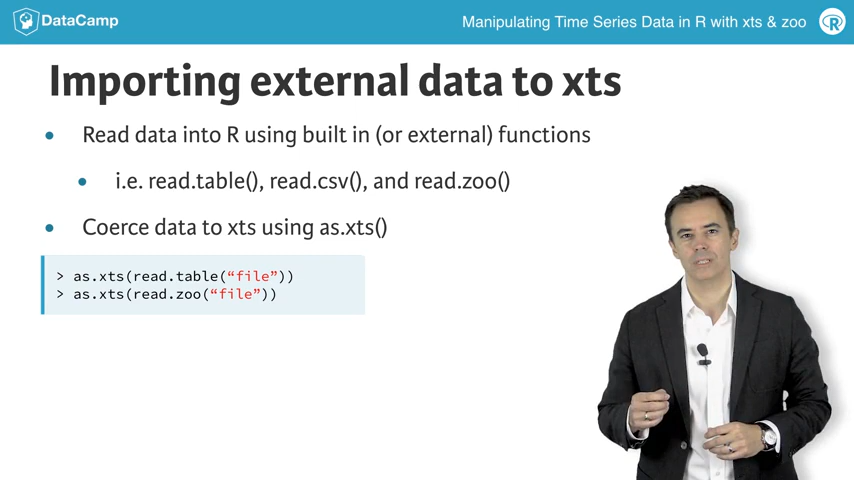 DataCamp
Manipulating Time Series Data in R with xts & zoo
R
Importing external data to xts
• Read data into R using built in (or external) functions
• i.e. read.table(), read.csv(), and read.zoo()
• Coerce data to xts using as.xts()
> as.xts(read.table(“file”))
> as.xts(read.zoo(“file”))